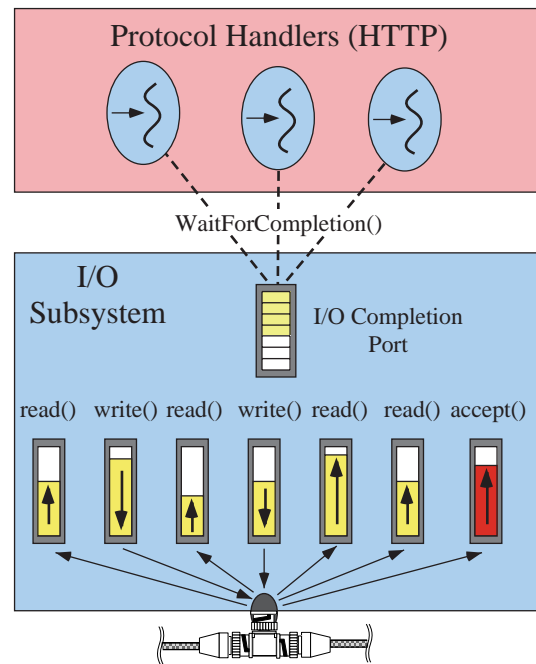 Protocol Handlers (HTTP)
WaitForCompletion()
I/O
Subsystem
I/O Completion
Port
read() write() read() write() read() read() accept()